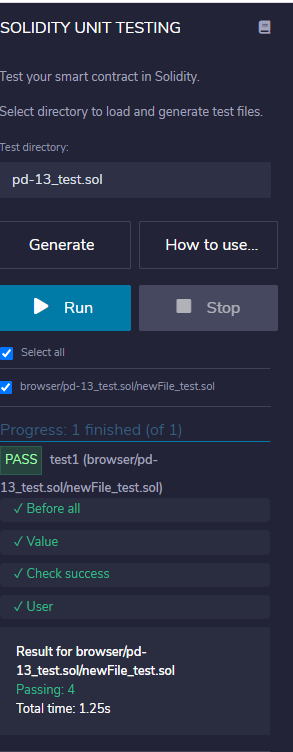 SOLIDITY UNIT TESTING
Test your smart contract in Solidity.
Select directory to load and generate test files.
Test directory:
pd-13_test.sol
Generate How to use...
Run Stop
Select all
browser/pd-13_test.sol/newFile_test.sol
Progress: 1 finished (of 1)
PASS test1 (browser/pd-
13_test.sol/newFile_test.sol)
✓ Before all
✓ Value
✓ Check success
✓ User
Result for browser/pd-
13_test.sol/newFile_test.sol
Passing: 4
Total time: 1.25s